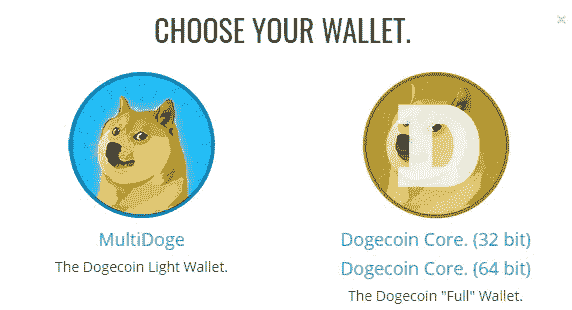 CHOOSE YOUR WALLET.
D
MultiDoge
The Dogecoin Light Wallet.
Dogecoin Core. (32 bit)
Dogecoin Core. (64 bit)
The Dogecoin "Full" Wallet.